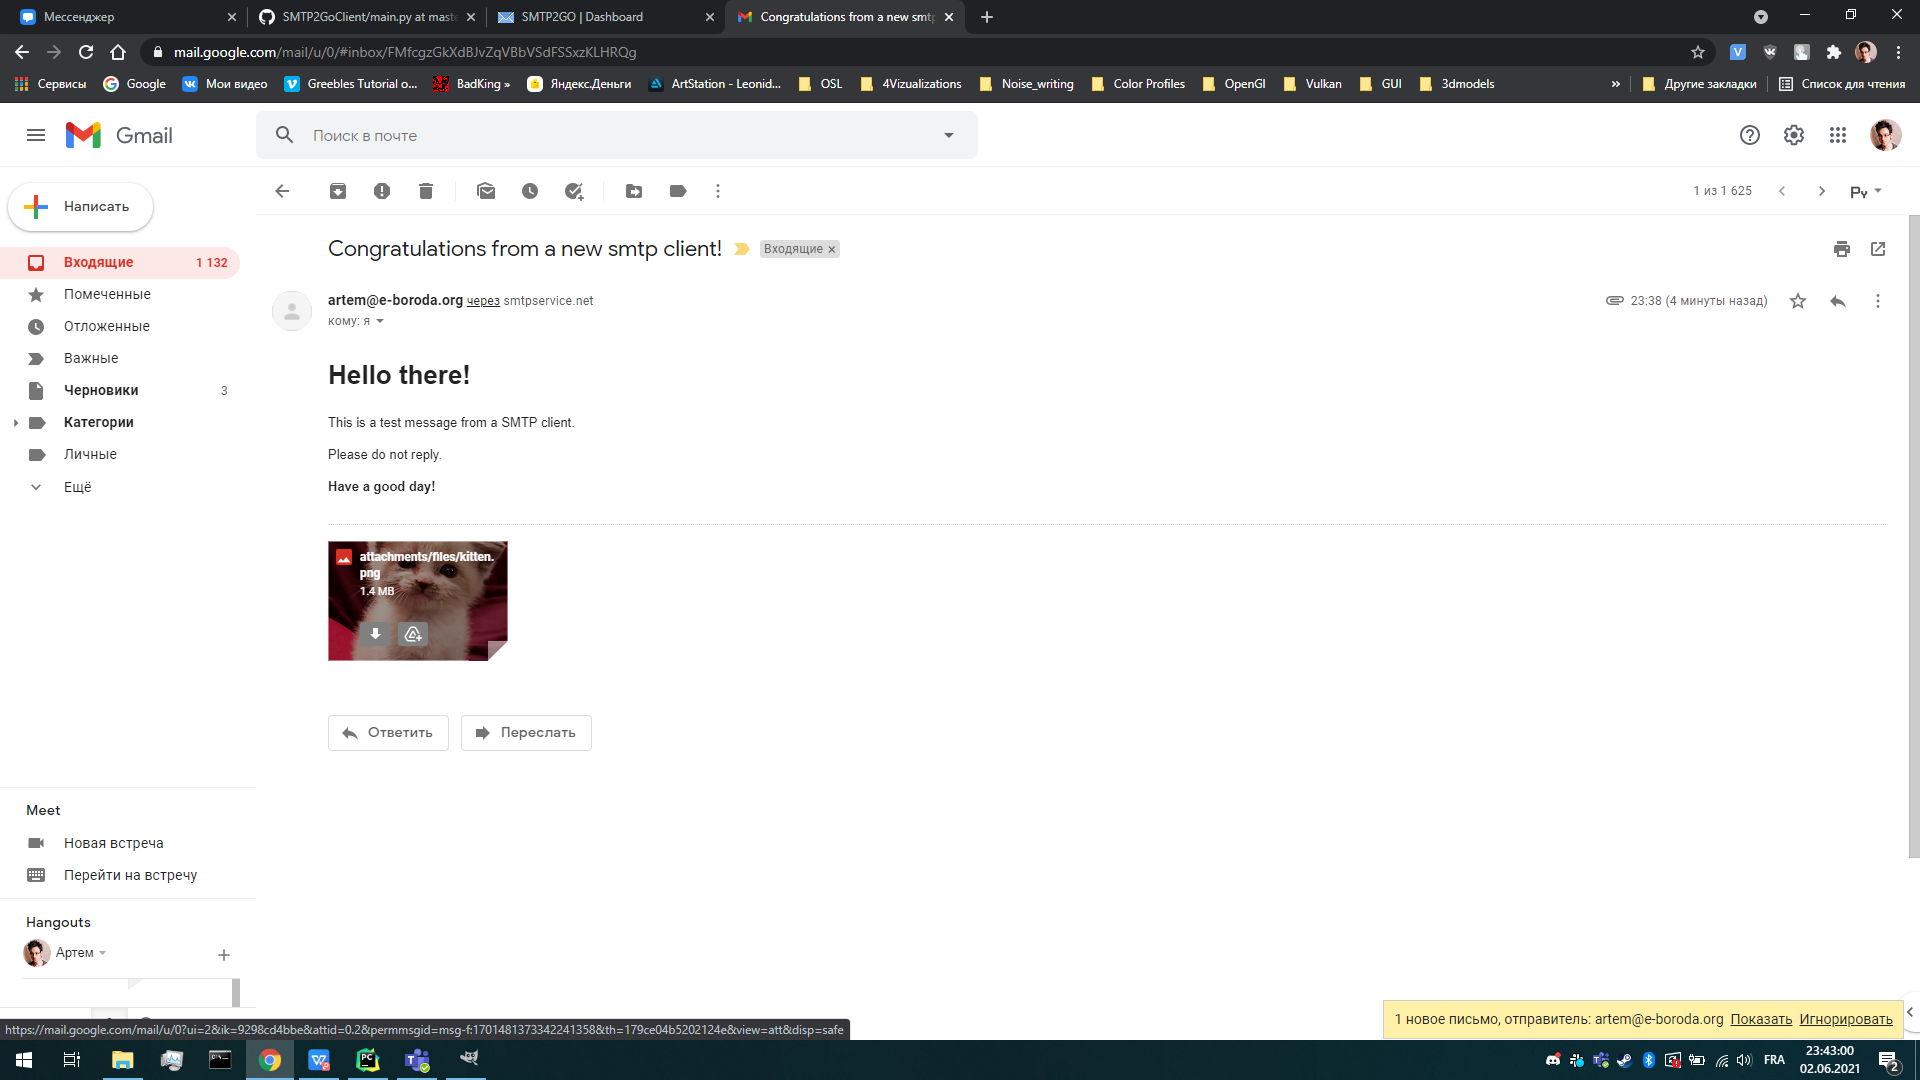 Мессенджер
SMTP2GoClient/main.py at maste
SMTP2GO | Dashboard
Congratulations from a new smtp
mail.google.com/mail/u/0/#inbox/FMfcgzGkXdBJvZqVBbVSdFSSxzKLHRQg
Сервисы
Google
Мои видео
Greebles Tutorial o...
BadKing »
Яндекс.Деньги
ArtStation - Leonid...
OSL
4Vizualizations
Noise_writing
Color Profiles
OpenGl
Vulkan
GUI
3dmodels
»
Другие закладки
Список для чтения
Gmail
Поиск в почте
Написать
1 из 1 625
Ру
Входящие 1 132
Помеченные
Отложенные
Важные
Черновики 3
Категории
Личные
Ещё
Congratulations from a new smtp client!
Входящие ×
artem@e-boroda.org через smtpservice.net
23:38 (4 минуты назад)
кому: я
Hello there!
This is a test message from a SMTP client.
Please do not reply.
Have a good day!
attachments/files/kitten.
png
1.4 MB
Ответить
Переслать
Meet
Новая встреча
Перейти на встречу
Hangouts
Артем
1 новое письмо, отправитель: artem@e-boroda.org Показать Игнорировать
https://mail.google.com/mail/u/0?ui=2&ik=9298cd4bbe&attid=0.2&permmsgid=msg-f:1701481373342241358&th=179ce04b5202124e&view=att&disp=safe
FRA
23:43:00
02.06.2021
2